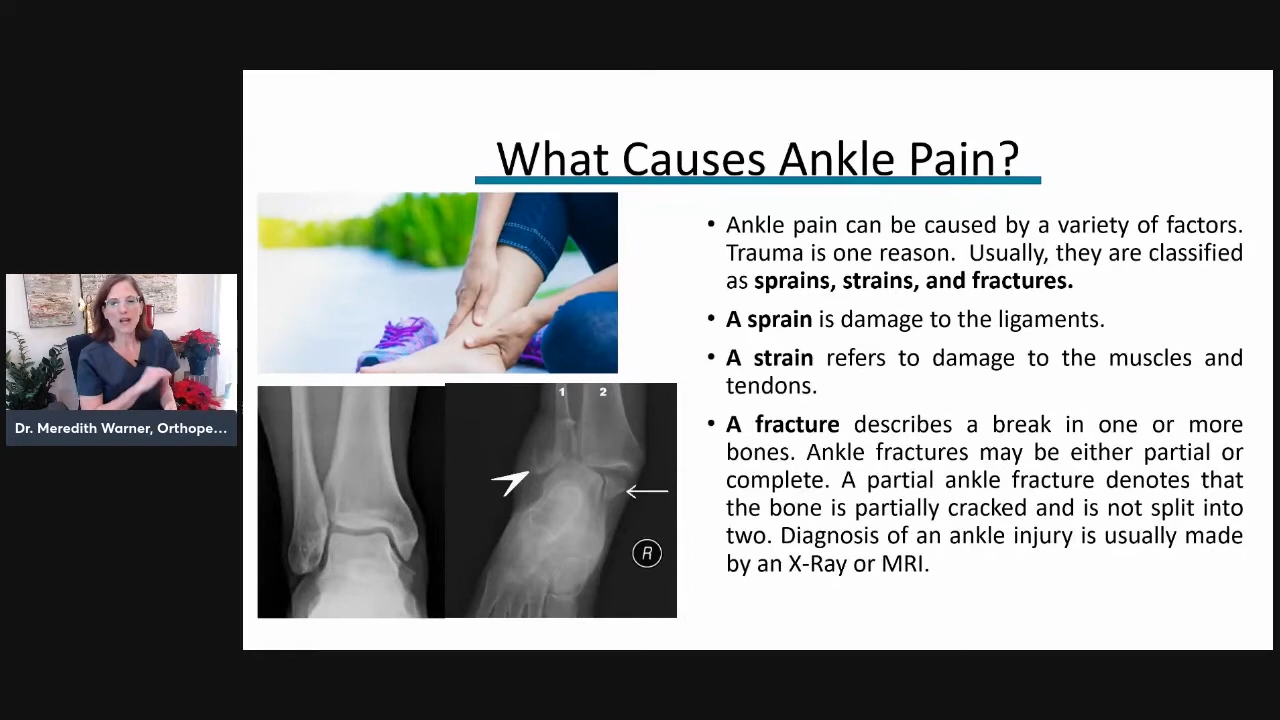 What Causes Ankle Pain?
• Ankle pain can be caused by a variety of factors.
Trauma is one reason.  Usually, they are classified
as sprains, strains, and fractures.
• A sprain is damage to the ligaments.
• A strain refers to damage to the muscles and
tendons.
• A fracture describes a break in one or more
bones. Ankle fractures may be either partial or
complete. A partial ankle fracture denotes that
the bone is partially cracked and is not split into
two. Diagnosis of an ankle injury is usually made
by an X-Ray or MRI.
1 2
R
Dr. Meredith Warner, Orthope...